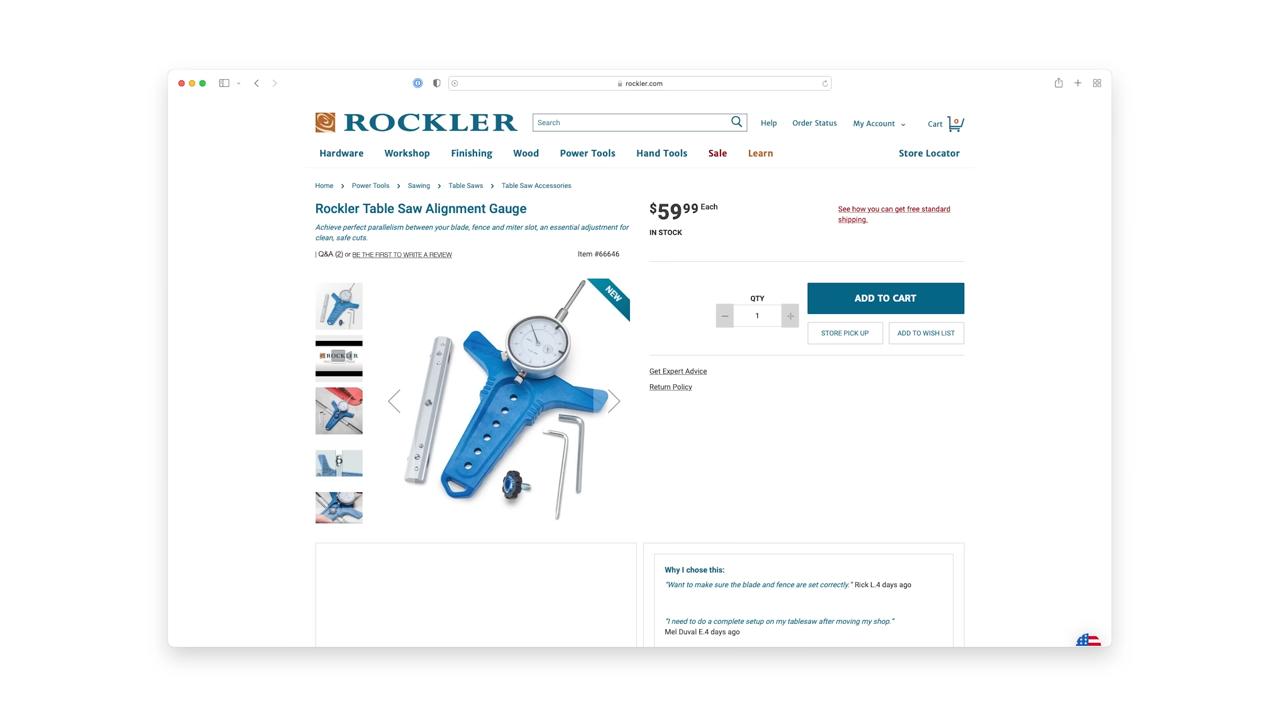 rockler.com
ROCKLER
Search
Help
Order Status
My Account
Cart
0
Hardware
Workshop
Finishing
Wood
Power Tools
Hand Tools
Sale
Learn
Store Locator
Home > Power Tools > Sawing > Table Saws > Table Saw Accessories
Rockler Table Saw Alignment Gauge
Achieve perfect parallelism between your blade, fence and miter slot, an essential adjustment for
clean, safe cuts.
| Q&A (2) or BE THE FIRST TO WRITE A REVIEW
Item #66646
$59.99 Each
IN STOCK
See how you can get free standard
shipping.
NEW
ROCKLER
QTY
1
ADD TO CART
STORE PICK UP
ADD TO WISH LIST
Get Expert Advice
Return Policy
Why I chose this:
"Want to make sure the blade and fence are set correctly." Rick L.4 days ago
"I need to do a complete setup on my tablesaw after moving my shop."
Mel Duval E.4 days ago